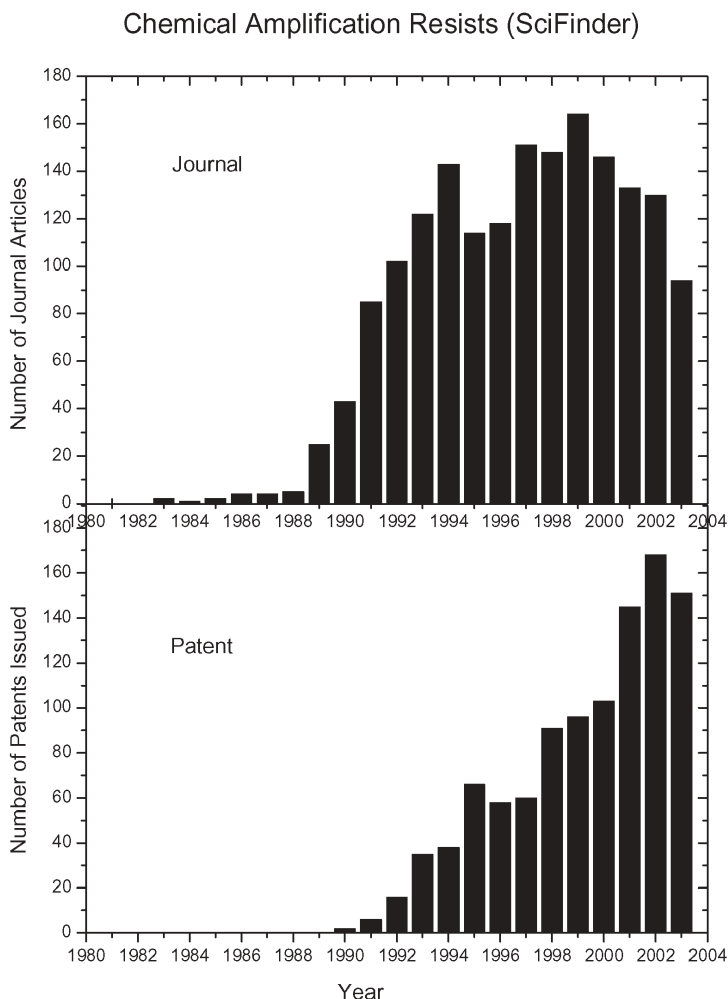 Chemical Amplification Resists (SciFinder)
180
160
140
120
100
80
60
40
20
0
Number of Journal Articles
Journal
1980 1982 1984 1986 1988 1990 1992 1994 1996 1998 2000 2002 2004
180
160
140
120
100
80
60
40
20
0
Number of Patents Issued
Patent
1980 1982 1984 1986 1988 1990 1992 1994 1996 1998 2000 2002 2004
Year